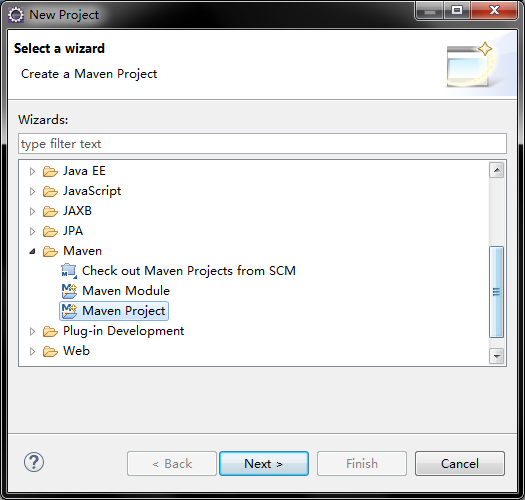 New Project
Select a wizard
Create a Maven Project
Wizards:
type filter text
Java EE
JavaScript
JAXB
JPA
Maven
Check out Maven Projects from SCM
Maven Module
Maven Project
Plug-in Development
Web
?
< Back
Next >
Finish
Cancel